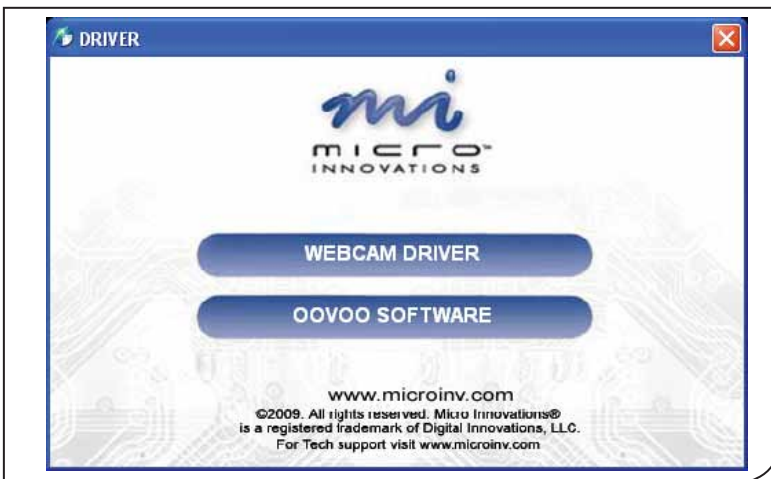 DRIVER
mi
MICRO™
INNOVATIONS
WEBCAM DRIVER
OOVOO SOFTWARE
www.microinv.com
©2009. All rights reserved. Micro Innovations®
is a registered trademark of Digital Innovations, LLC.
For Tech support visit www.microinv.com